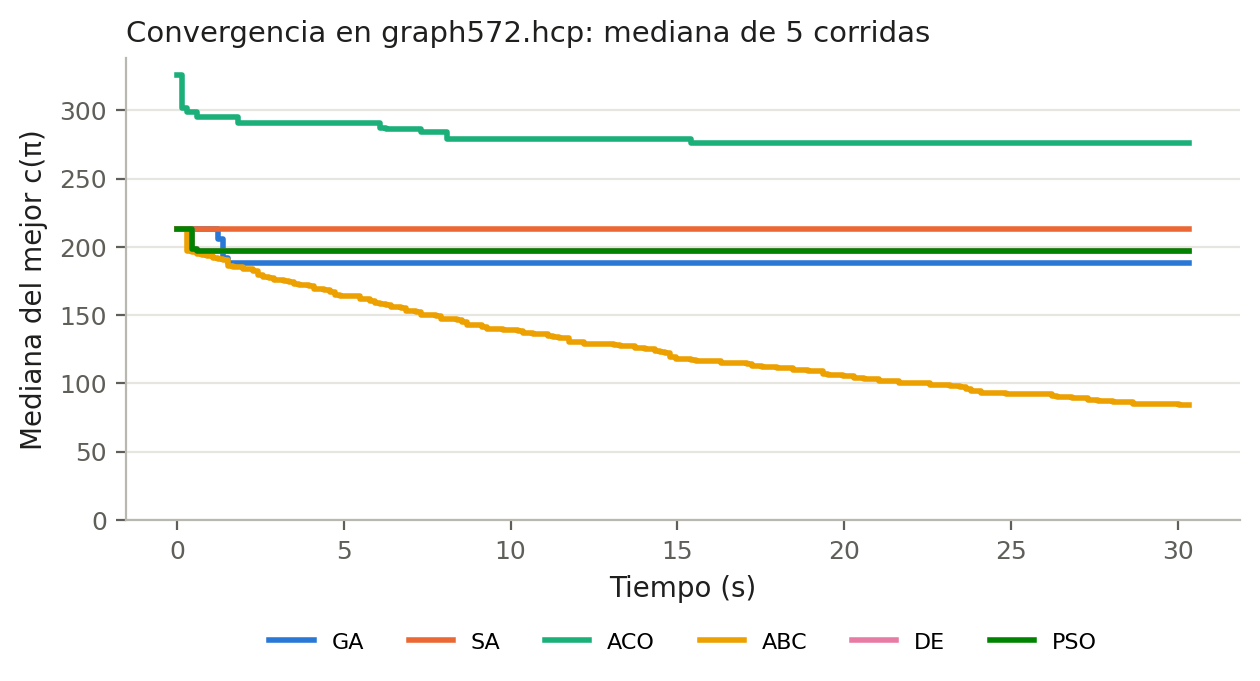 Convergencia en graph572.hcp: mediana de 5 corridas
Mediana del mejor c(π)
300
250
200
150
100
50
0
0 5 10 15 20 25 30
Tiempo (s)
GA SA ACO ABC DE PSO